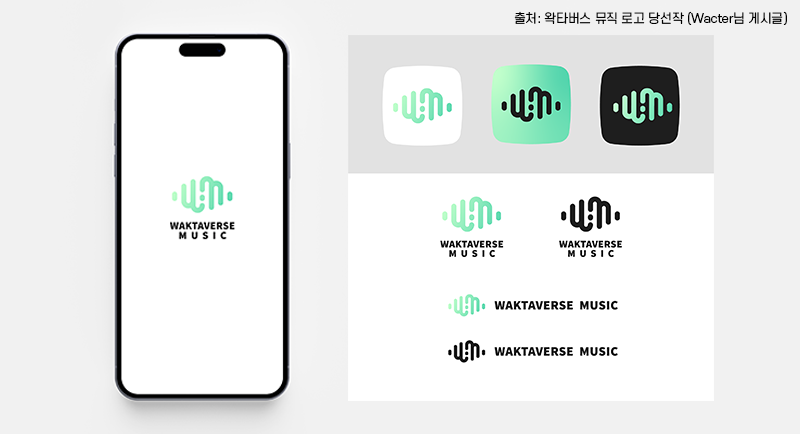 출처: 왁타버스 뮤직 로고 당선작 (Wacter님 게시글)
WAKTAVERSE
MUSIC
WAKTAVERSE
MUSIC
WAKTAVERSE
MUSIC
WAKTAVERSE MUSIC
WAKTAVERSE MUSIC